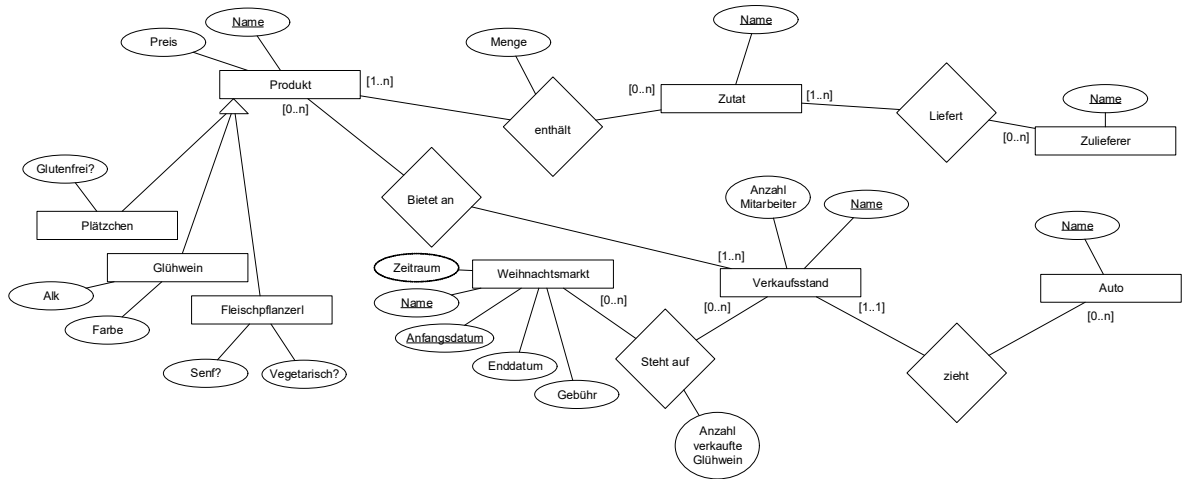 Name
Name
Preis
Menge
Produkt
[1..n]
[0..n]
Zutat
[1..n]
Name
[0..n]
enthält
Liefert
[0..n]
Zulieferer
Glutenfrei?
Plätzchen
Bietet an
Anzahl
Mitarbeiter
Name
Name
[1..n]
Glühwein
Zeitraum
Weihnachtsmarkt
Verkaufsstand
Auto
Alk
Name
[0..n]
[0..n]
[1..1]
[0..n]
Fleischpflanzerl
Farbe
Anfangsdatum
Senf?
Vegetarisch?
Enddatum
Steht auf
zieht
Gebühr
Anzahl
verkaufte
Glühwein